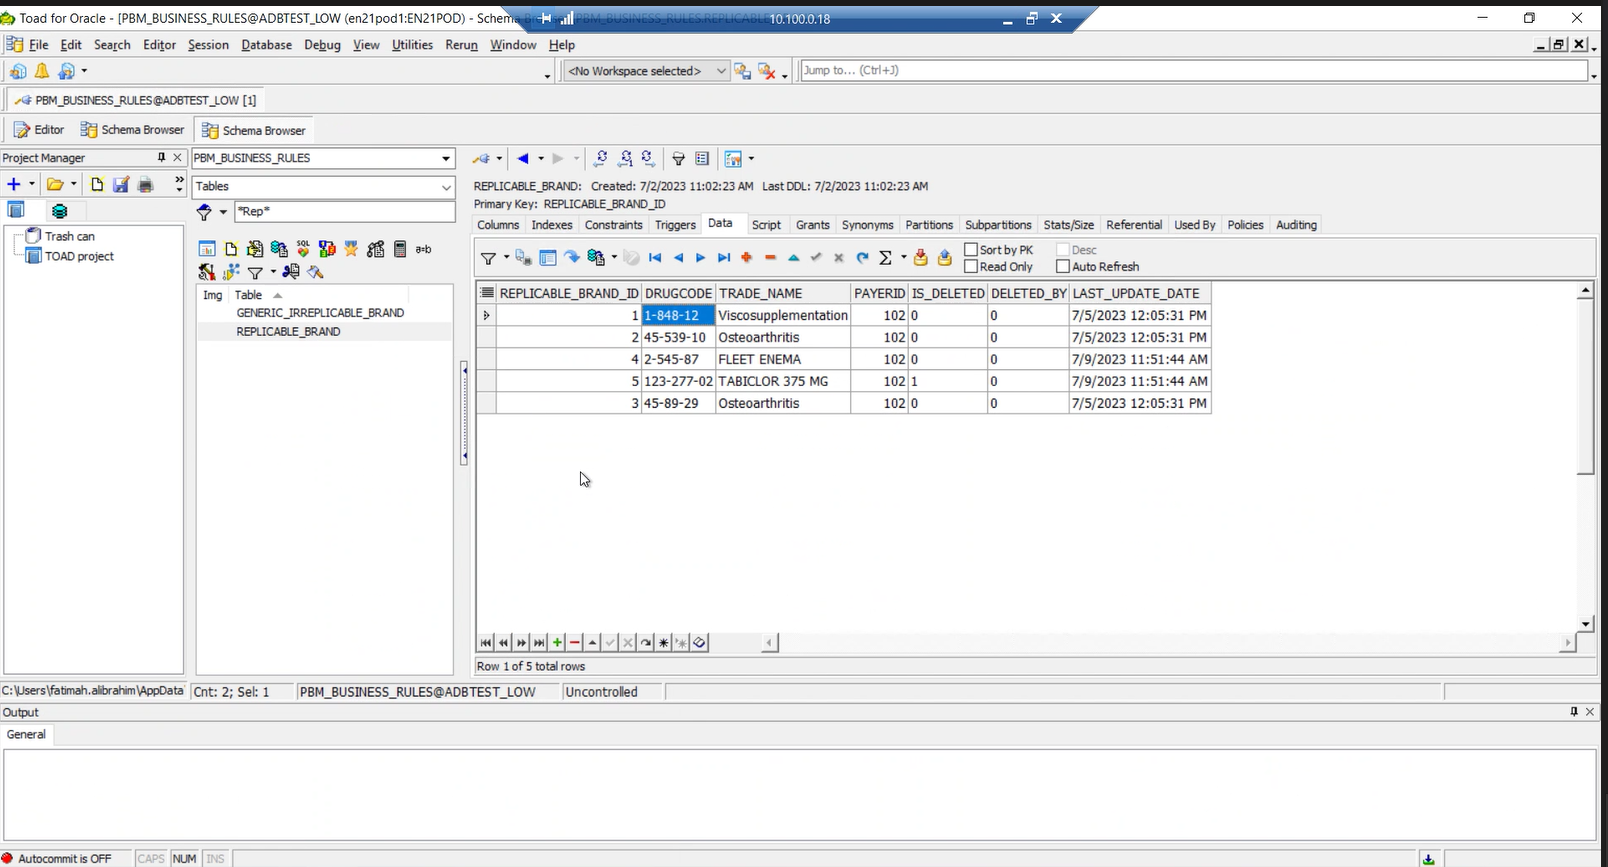 Toad for Oracle - [PBM_BUSINESS_RULES@ADBTEST_LOW (en21pod1:EN21POD) - Schema
10.100.0.18
File Edit Search Editor Session Database Debug View Utilities Rerun Window Help
<No Workspace selected> Jump to... (Ctrl+J)
PBM_BUSINESS_RULES@ADBTEST_LOW [1]
Editor Schema Browser Schema Browser
Project Manager
PBM_BUSINESS_RULES
Tables
*Rep*
Trash can
TOAD project
SQL
a=b
Img Table
GENERIC_IRREPLICABLE_BRAND
REPLICABLE_BRAND
REPLICABLE_BRAND: Created: 7/2/2023 11:02:23 AM Last DDL: 7/2/2023 11:02:23 AM
Primary Key: REPLICABLE_BRAND_ID
Columns Indexes Constraints Triggers Data Script Grants Synonyms Partitions Subpartitions Stats/Size Referential Used By Policies Auditing
Sort by PK Desc
Read Only Auto Refresh
REPLICABLE_BRAND_ID DRUGCODE TRADE_NAME PAYERID IS_DELETED DELETED_BY LAST_UPDATE_DATE
1 1-848-12 Viscosupplementation 102 0 0 7/5/2023 12:05:31 PM
2 45-539-10 Osteoarthritis 102 0 0 7/5/2023 12:05:31 PM
4 2-545-87 FLEET ENEMA 102 0 0 7/9/2023 11:51:44 AM
5 123-277-02 TABICLOR 375 MG 102 1 0 7/9/2023 11:51:44 AM
3 45-89-29 Osteoarthritis 102 0 0 7/5/2023 12:05:31 PM
Row 1 of 5 total rows
C:\Users\fatimah.alibrahim\AppData Cnt: 2; Sel: 1 PBM_BUSINESS_RULES@ADBTEST_LOW Uncontrolled
Output
General
Autocommit is OFF CAPS NUM INS